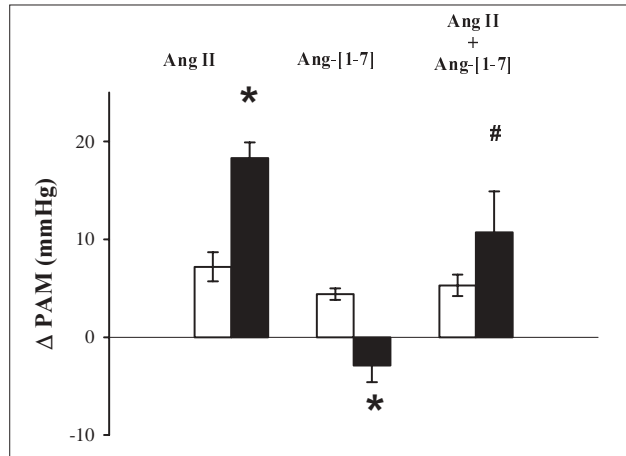 Ang II
Ang-[1-7]
Ang II
+
Ang-[1-7]
*
#
20
10
0
-10
*
Δ PAM (mmHg)